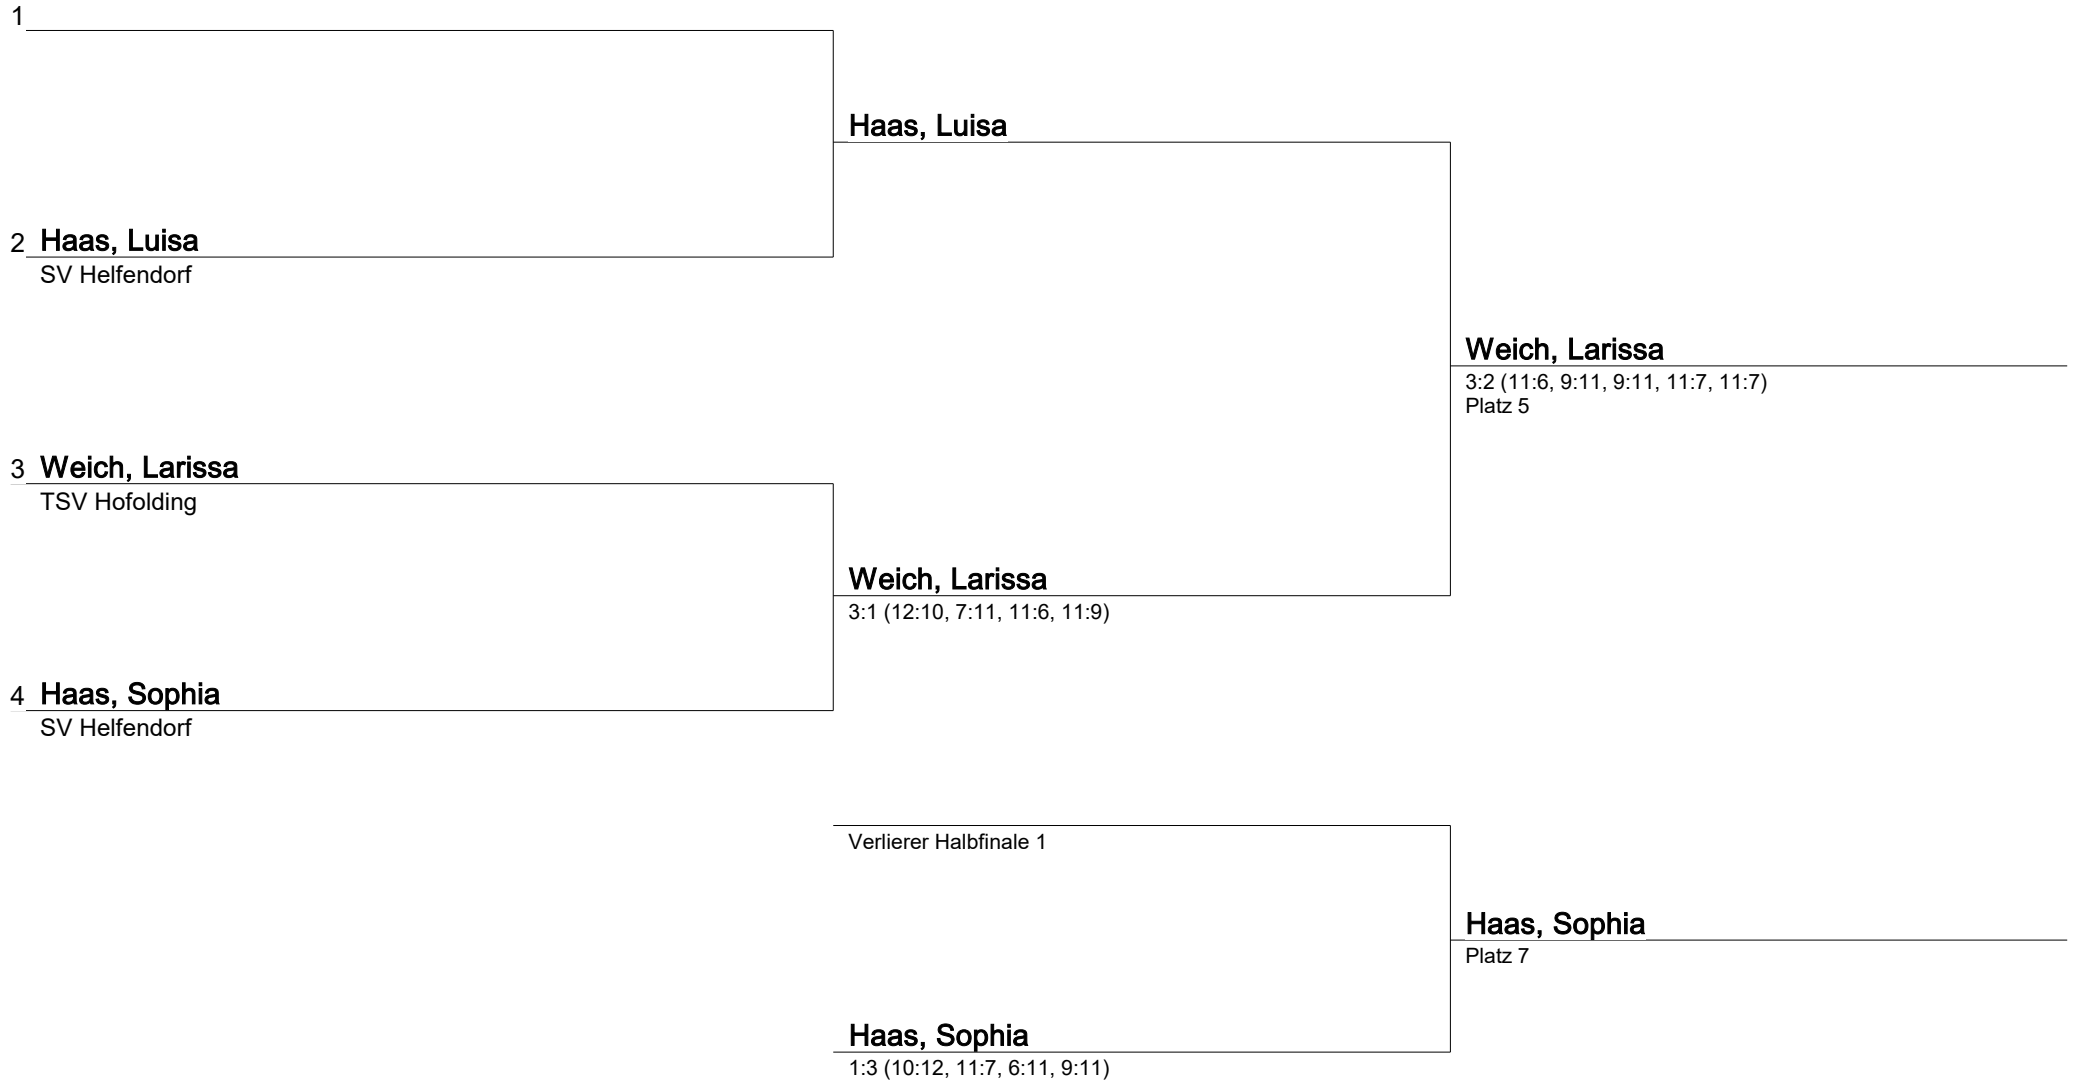 1
Haas, Luisa
2 Haas, Luisa
SV Helfendorf
Weich, Larissa
3:2 (11:6, 9:11, 9:11, 11:7, 11:7)
Platz 5
3 Weich, Larissa
TSV Hofolding
Weich, Larissa
3:1 (12:10, 7:11, 11:6, 11:9)
4 Haas, Sophia
SV Helfendorf
Verlierer Halbfinale 1
Haas, Sophia
Platz 7
Haas, Sophia
1:3 (10:12, 11:7, 6:11, 9:11)